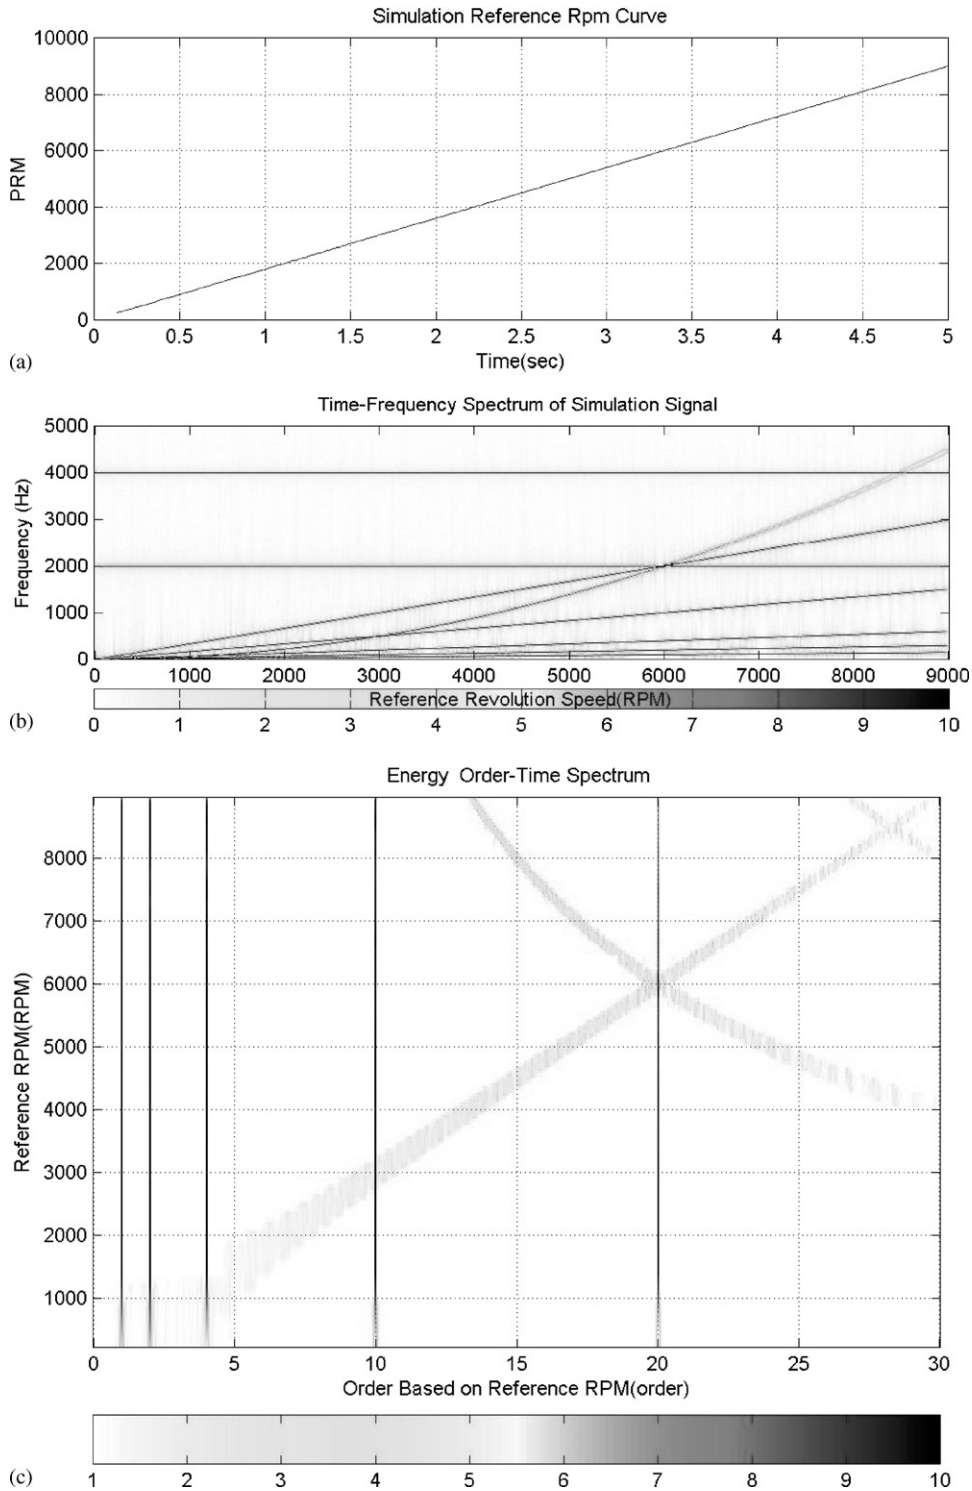 Simulation Reference Rpm Curve
10000
8000
6000
4000
2000
0
PRM
0 0.5 1 1.5 2 2.5 3 3.5 4 4.5 5
Time(sec)
(a)
Time-Frequency Spectrum of Simulation Signal
5000
4000
3000
2000
1000
0
Frequency (Hz)
0 1000 2000 3000 4000 5000 6000 7000 8000 9000
Reference Revolution Speed(RPM)
(b)
0 1 2 3 4 5 6 7 8 9 10
Energy Order-Time Spectrum
8000
7000
6000
5000
4000
3000
2000
1000
Reference RPM(RPM)
0 5 10 15 20 25 30
Order Based on Reference RPM(order)
(c)
1 2 3 4 5 6 7 8 9 10